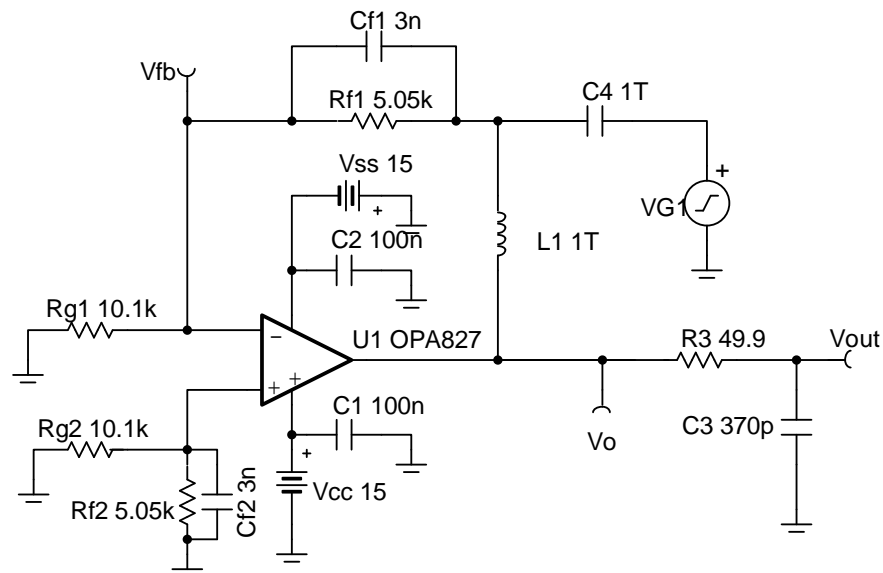 Cf1 3n
Vfb
Rf1 5.05k
C4 1T
Vss 15
+
+
VG1
C2 100n
L1 1T
Rg1 10.1k
U1 OPA827
R3 49.9
Vout
−
+ +
C1 100n
Rg2 10.1k
+
Vo
C3 370p
Cf2 3n
Rf2 5.05k
Vcc 15